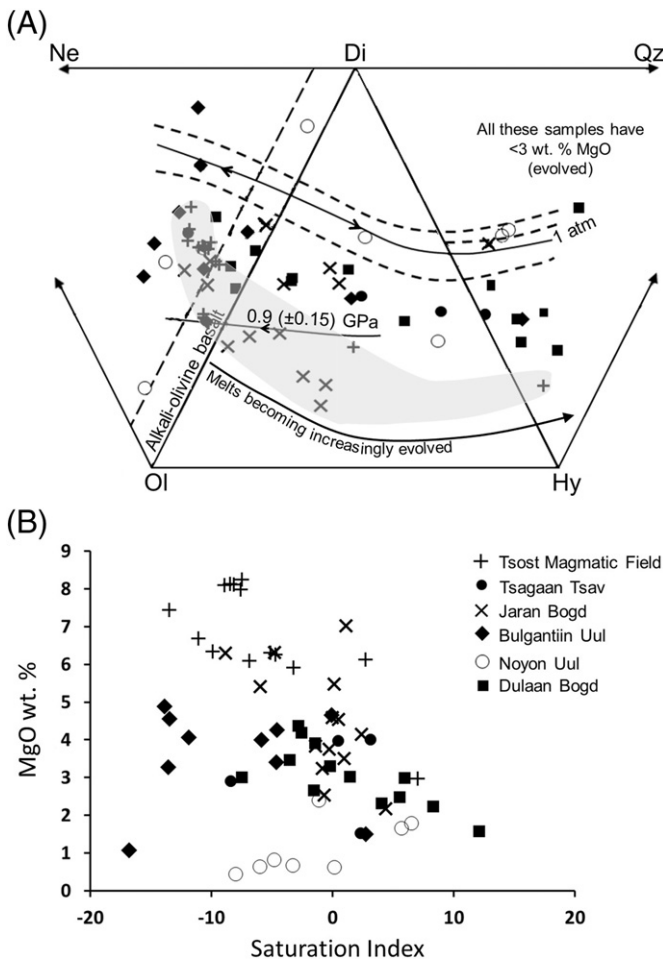 (A)
Ne
Di
Qz
All these samples have
<3 wt. % MgO
(evolved)
1 atm
0.9 (±0.15) GPa
Alkali-olivine basalt
Melts becoming increasingly evolved
Ol
Hy
(B)
9
8
7
6
5
4
3
2
1
0
MgO wt. %
-20
-10
0
10
20
Saturation Index
Tsost Magmatic Field
Tsagaan Tsav
Jaran Bogd
Bulgantiin Uul
Noyon Uul
Dulaan Bogd